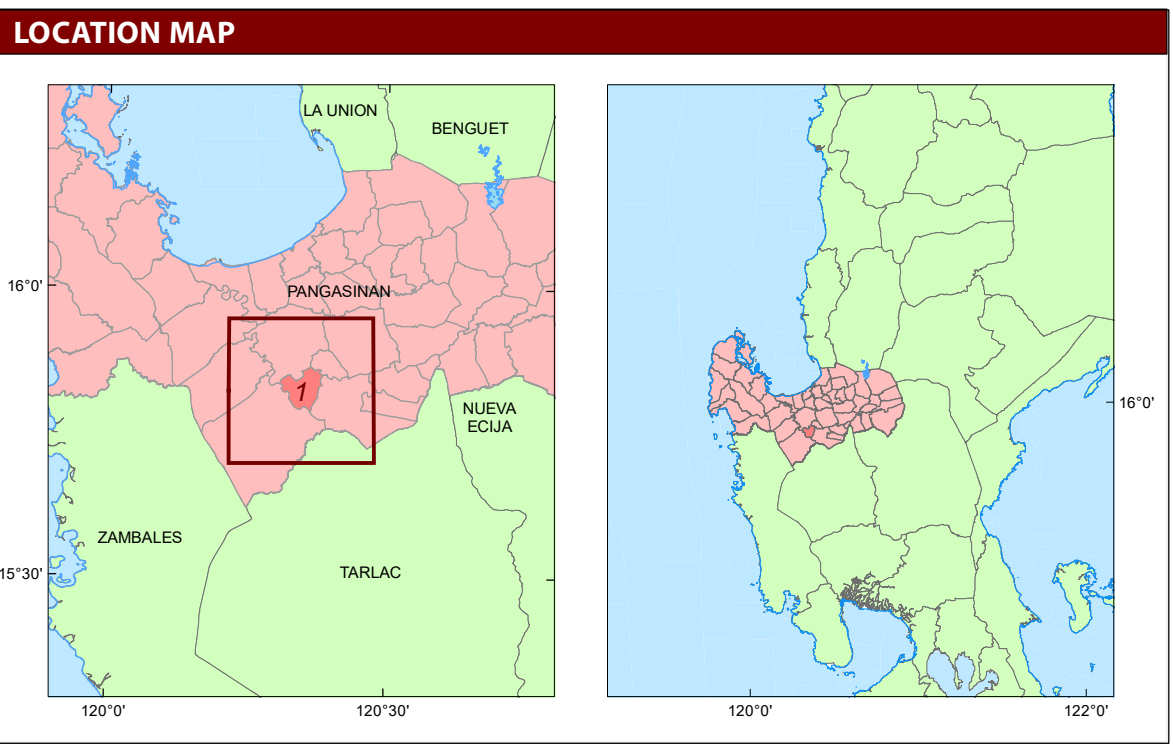 LOCATION MAP
LA UNION
BENGUET
16°0'
PANGASINAN
1
NUEVA
ECIJA
ZAMBALES
15°30'
TARLAC
120°0'
120°30'
16°0'
120°0'
122°0'